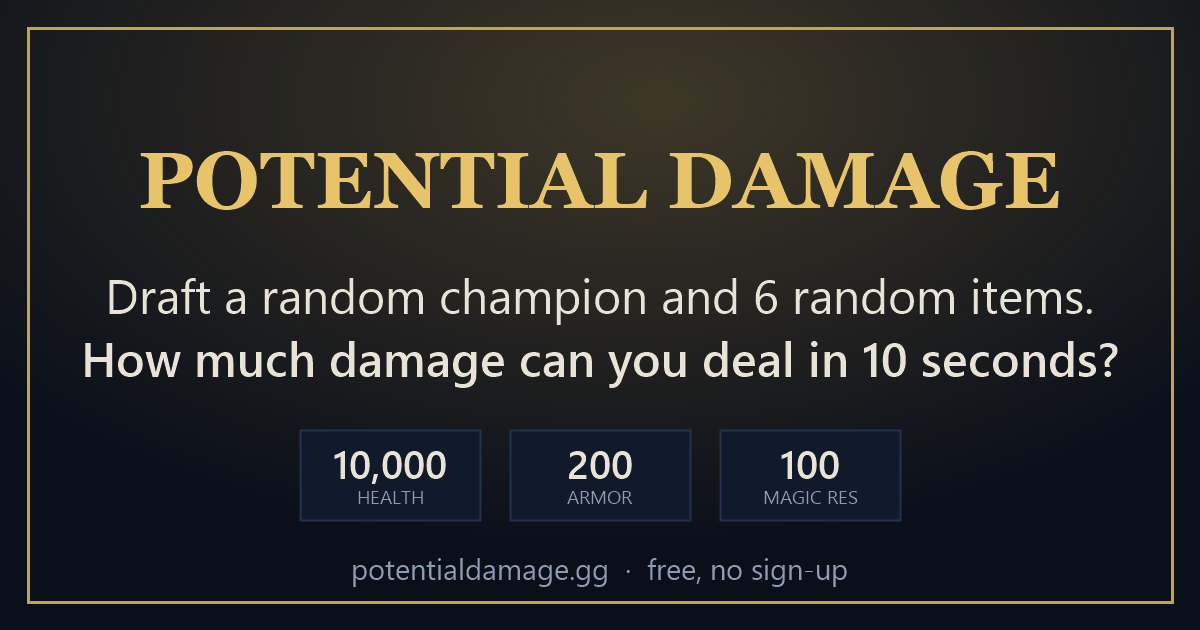 POTENTIAL DAMAGE
Draft a random champion and 6 random items.
How much damage can you deal in 10 seconds?
10,000
HEALTH
200
ARMOR
100
MAGIC RES
potentialdamage.gg · free, no sign-up